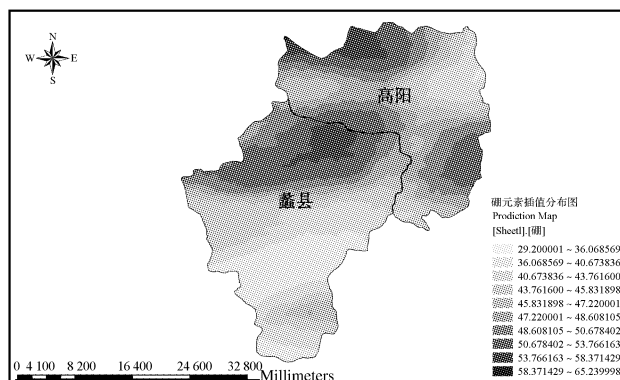 N
W E
S
高阳
蠡县
硼元素插值分布图
Prodiction Map
[Sheetl].[硼]
29.200001 ~ 36.068569
36.068569 ~ 40.673836
40.673836 ~ 43.761600
43.761600 ~ 45.831898
45.831898 ~ 47.220001
47.220001 ~ 48.608105
48.608105 ~ 50.678402
50.678402 ~ 53.766163
53.766163 ~ 58.371429
58.371429 ~ 65.239998
0 4 100 8 200 16 400 24 600 32 800
Millimeters